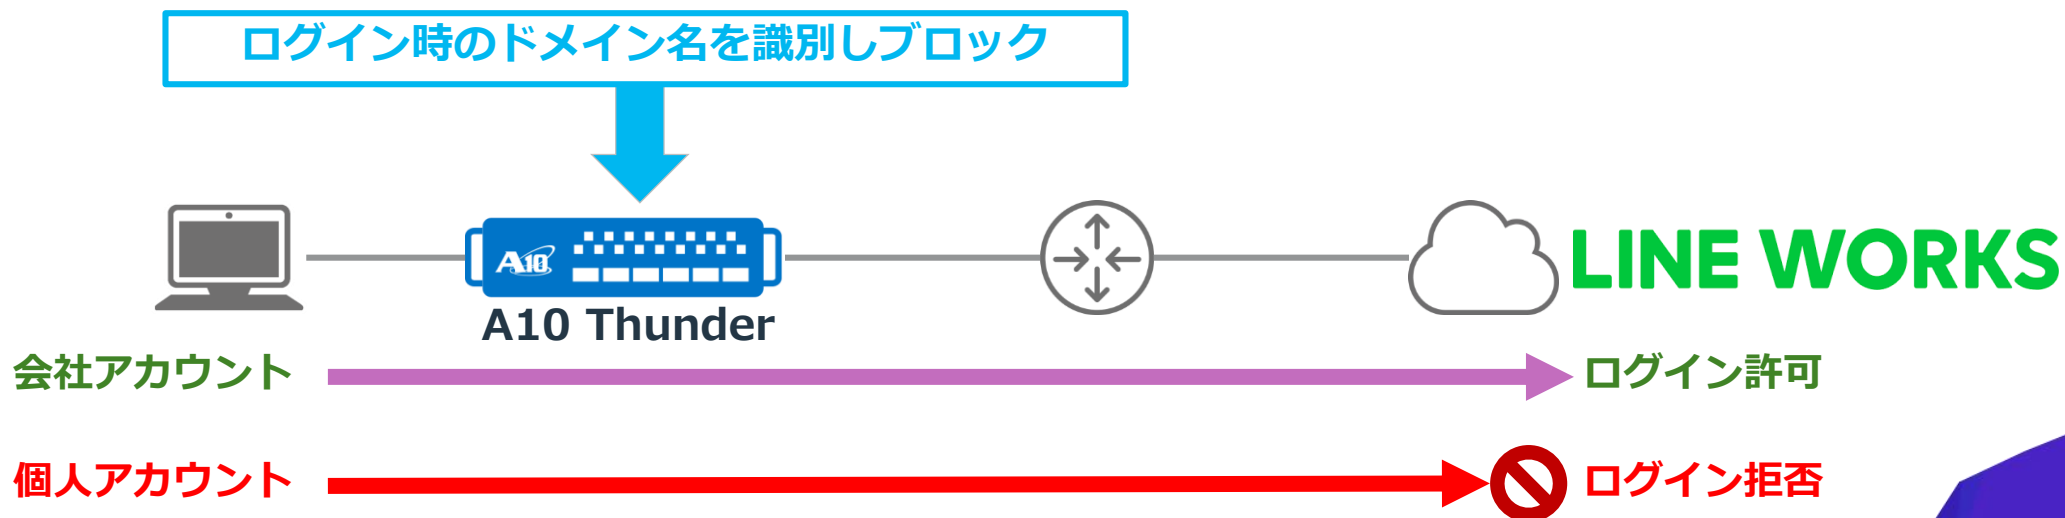 ログイン時のドメイン名を識別しブロック
A10
LINE WORKS
A10 Thunder
会社アカウント
ログイン許可
個人アカウント
ログイン拒否